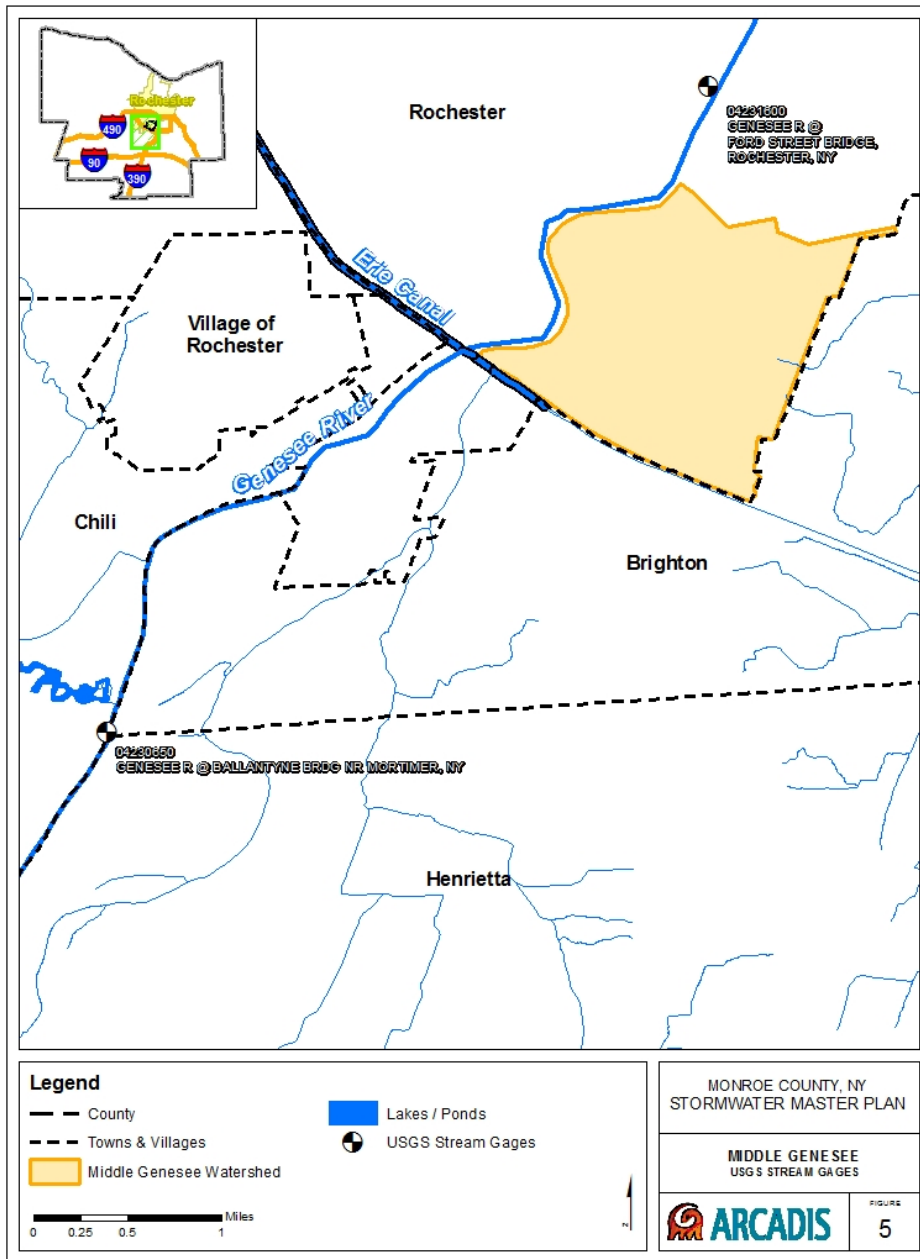 Rochester
490
90
390
Rochester
04231600
GENESEE R @
FORD STREET BRIDGE,
ROCHESTER, NY
Erie Canal
Village of
Rochester
Genesee River
Chili
Brighton
04230650
GENESEE R @ BALLANTYNE BRDG NR MORTIMER, NY
Henrietta
Legend
County
Towns & Villages
Middle Genesee Watershed
Lakes / Ponds
USGS Stream Gages
Miles
0 0.25 0.5 1
N
MONROE COUNTY, NY
STORMWATER MASTER PLAN
MIDDLE GENESEE
USGS STREAM GAGES
ARCADIS
FIGURE
5